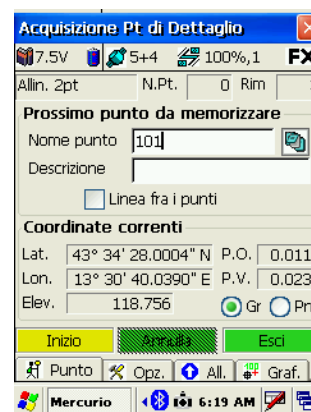 Acquisizione Pt di Dettaglio
7.5V 5+4 100%,1 FX
Allin. 2pt N.Pt. 0 Rim
Prossimo punto da memorizzare
Nome punto 101
Descrizione
Linea fra i punti
Coordinate correnti
Lat. 43° 34' 28.0004" N P.O. 0.011
Lon. 13° 30' 40.0390" E P.V. 0.023
Elev. 118.756 Gr Pr
Inizio Annulla Esci
Punto Opz. All. Graf.
Mercurio 6:19 AM